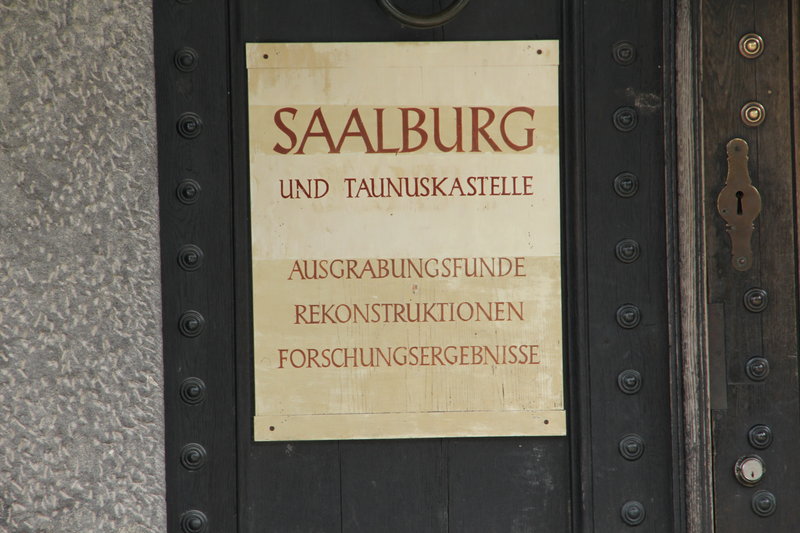 SAALBURG
UND TAUNUSKASTELLE
AUSGRABUNGSFUNDE
REKONSTRUKTIONEN
FORSCHUNGSERGEBNISSE